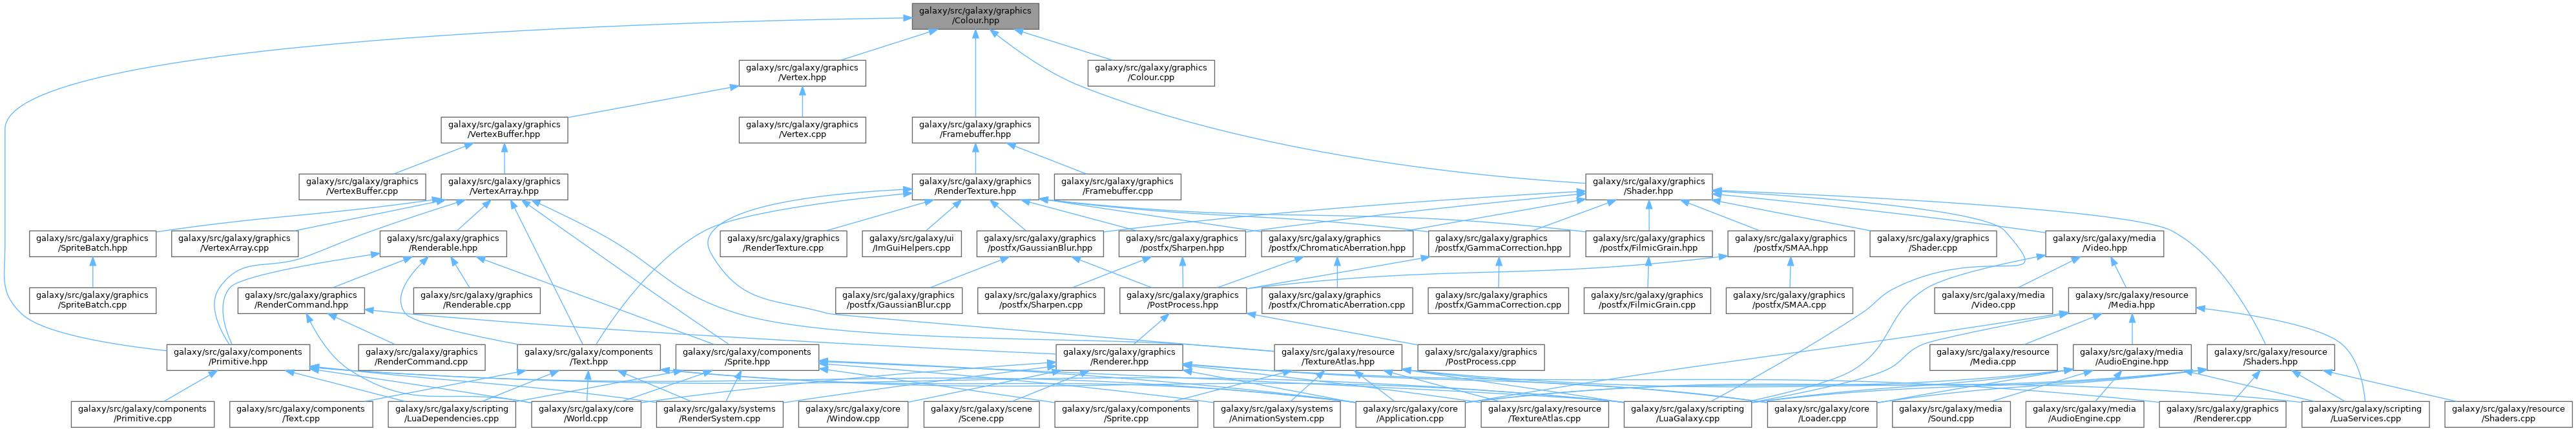 galaxy/src/galaxy/graphics
/Colour.hpp
galaxy/src/galaxy/graphics
/Vertex.hpp
galaxy/src/galaxy/graphics
/Colour.cpp
galaxy/src/galaxy/graphics
/VertexBuffer.hpp
galaxy/src/galaxy/graphics
/Vertex.cpp
galaxy/src/galaxy/graphics
/Framebuffer.hpp
galaxy/src/galaxy/graphics
/VertexBuffer.cpp
galaxy/src/galaxy/graphics
/VertexArray.hpp
galaxy/src/galaxy/graphics
/RenderTexture.hpp
galaxy/src/galaxy/graphics
/Framebuffer.cpp
galaxy/src/galaxy/graphics
/Shader.hpp
galaxy/src/galaxy/graphics
/SpriteBatch.hpp
galaxy/src/galaxy/graphics
/VertexArray.cpp
galaxy/src/galaxy/graphics
/Renderable.hpp
galaxy/src/galaxy/graphics
/RenderTexture.cpp
galaxy/src/galaxy/ui
/ImGuiHelpers.cpp
galaxy/src/galaxy/graphics
/postfx/GaussianBlur.hpp
galaxy/src/galaxy/graphics
/postfx/Sharpen.hpp
galaxy/src/galaxy/graphics
/postfx/ChromaticAberration.hpp
galaxy/src/galaxy/graphics
/postfx/GammaCorrection.hpp
galaxy/src/galaxy/graphics
/postfx/FilmicGrain.hpp
galaxy/src/galaxy/graphics
/postfx/SMAA.hpp
galaxy/src/galaxy/graphics
/Shader.cpp
galaxy/src/galaxy/media
/Video.hpp
galaxy/src/galaxy/graphics
/SpriteBatch.cpp
galaxy/src/galaxy/graphics
/RenderCommand.hpp
galaxy/src/galaxy/graphics
/Renderable.cpp
galaxy/src/galaxy/graphics
/postfx/GaussianBlur.cpp
galaxy/src/galaxy/graphics
/postfx/Sharpen.cpp
galaxy/src/galaxy/graphics
/PostProcess.hpp
galaxy/src/galaxy/graphics
/postfx/ChromaticAberration.cpp
galaxy/src/galaxy/graphics
/postfx/GammaCorrection.cpp
galaxy/src/galaxy/graphics
/postfx/FilmicGrain.cpp
galaxy/src/galaxy/graphics
/postfx/SMAA.cpp
galaxy/src/galaxy/media
/Video.cpp
galaxy/src/galaxy/resource
/Media.hpp
galaxy/src/galaxy/components
/Primitive.hpp
galaxy/src/galaxy/graphics
/RenderCommand.cpp
galaxy/src/galaxy/components
/Text.hpp
galaxy/src/galaxy/components
/Sprite.hpp
galaxy/src/galaxy/graphics
/Renderer.hpp
galaxy/src/galaxy/resource
/TextureAtlas.hpp
galaxy/src/galaxy/graphics
/PostProcess.cpp
galaxy/src/galaxy/resource
/Media.cpp
galaxy/src/galaxy/media
/AudioEngine.hpp
galaxy/src/galaxy/resource
/Shaders.hpp
galaxy/src/galaxy/components
/Primitive.cpp
galaxy/src/galaxy/components
/Text.cpp
galaxy/src/galaxy/scripting
/LuaDependencies.cpp
galaxy/src/galaxy/core
/World.cpp
galaxy/src/galaxy/systems
/RenderSystem.cpp
galaxy/src/galaxy/core
/Window.cpp
galaxy/src/galaxy/scene
/Scene.cpp
galaxy/src/galaxy/components
/Sprite.cpp
galaxy/src/galaxy/systems
/AnimationSystem.cpp
galaxy/src/galaxy/core
/Application.cpp
galaxy/src/galaxy/resource
/TextureAtlas.cpp
galaxy/src/galaxy/scripting
/LuaGalaxy.cpp
galaxy/src/galaxy/core
/Loader.cpp
galaxy/src/galaxy/media
/Sound.cpp
galaxy/src/galaxy/media
/AudioEngine.cpp
galaxy/src/galaxy/graphics
/Renderer.cpp
galaxy/src/galaxy/scripting
/LuaServices.cpp
galaxy/src/galaxy/resource
/Shaders.cpp